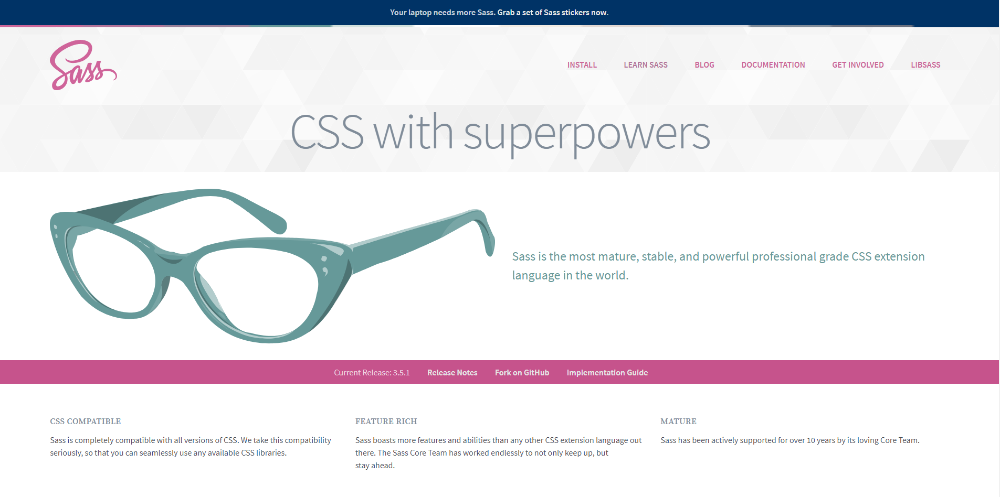 Your laptop needs more Sass. Grab a set of Sass stickers now.
Sass
INSTALL LEARN SASS BLOG DOCUMENTATION GET INVOLVED LIBSASS
CSS with superpowers
Sass is the most mature, stable, and powerful professional grade CSS extension
language in the world.
Current Release: 3.5.1 Release Notes Fork on GitHub Implementation Guide
CSS COMPATIBLE
Sass is completely compatible with all versions of CSS. We take this compatibility
seriously, so that you can seamlessly use any available CSS libraries.
FEATURE RICH
Sass boasts more features and abilities than any other CSS extension language out
there. The Sass Core Team has worked endlessly to not only keep up, but
stay ahead.
MATURE
Sass has been actively supported for over 10 years by its loving Core Team.